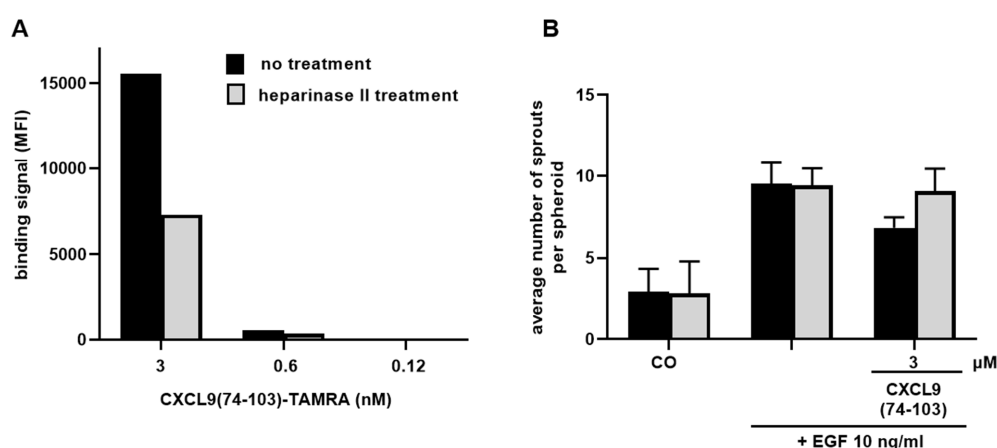 A
binding signal (MFI)
15000
10000
5000
0
no treatment
heparinase II treatment
3 0.6 0.12
CXCL9(74-103)-TAMRA (nM)
B
average number of sprouts
per spheroid
15
10
5
0
CO - 3 μM
CXCL9
(74-103)
+ EGF 10 ng/ml